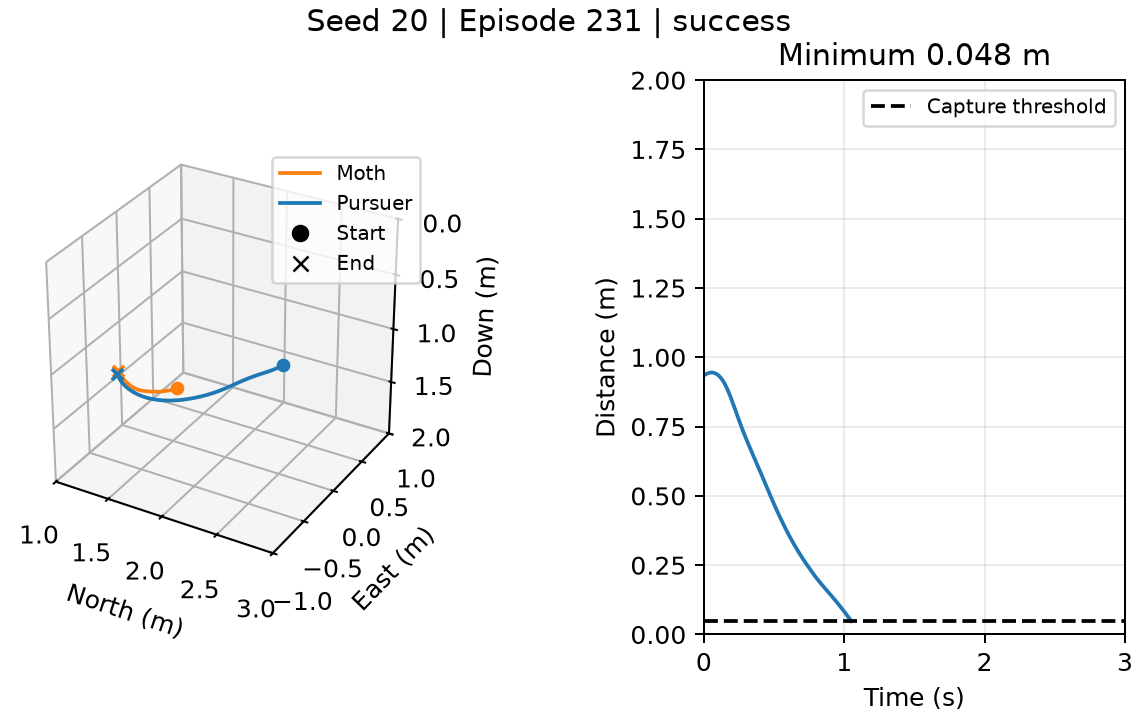 Seed 20 | Episode 231 | success
Moth
Pursuer
Start
End
0.0
0.5
1.0
1.5
2.0
Down (m)
1.0
0.5
0.0
−0.5
−1.0
East (m)
1.0
1.5
2.0
2.5
3.0
North (m)
Minimum 0.048 m
Capture threshold
2.00
1.75
1.50
1.25
1.00
0.75
0.50
0.25
0.00
Distance (m)
0 1 2 3
Time (s)